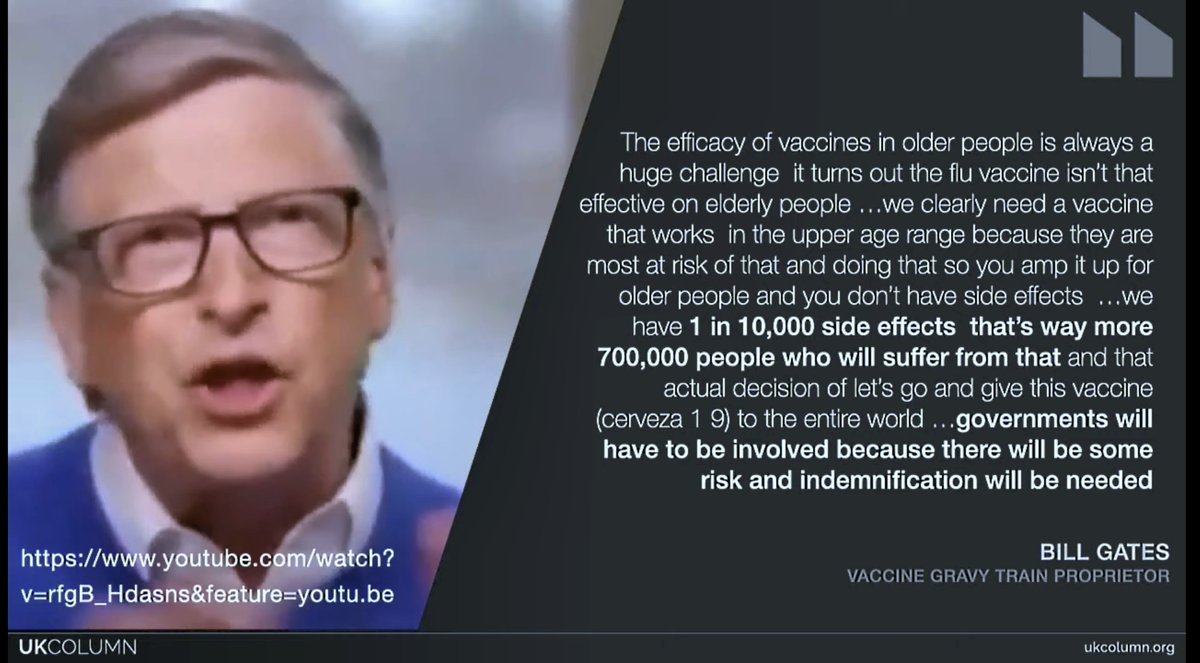 The efficacy of vaccines in older people is always a
huge challenge it turns out the flu vaccine isn't that
effective on elderly people ...we clearly need a vaccine
that works in the upper age range because they are
most at risk of that and doing that so you amp it up for
older people and you don't have side effects ...we
have 1 in 10,000 side effects that's way more
700,000 people who will suffer from that and that
actual decision of let's go and give this vaccine
(cerveza 1 9) to the entire world ...governments will
have to be involved because there will be some
risk and indemnification will be needed
BILL GATES
VACCINE GRAVY TRAIN PROPRIETOR
https://www.youtube.com/watch?
v=rfgB_Hdasns&feature=youtu.be
UKCOLUMN
ukcolumn.org